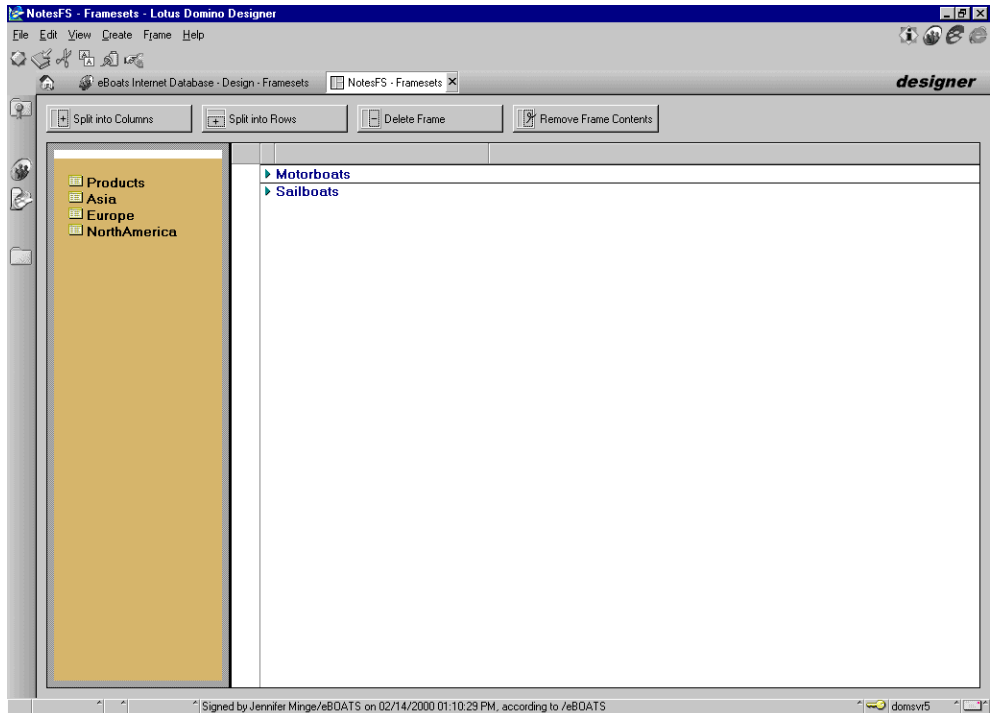 NotesFS - Framesets - Lotus Domino Designer
File Edit View Create Frame Help
eBoats Internet Database - Design - Framesets NotesFS - Framesets designer
Split into Columns Split into Rows Delete Frame Remove Frame Contents
Motorboats
Sailboats
Products
Asia
Europe
NorthAmerica
Signed by Jennifer Minge/eBOATS on 02/14/2000 01:10:29 PM, according to /eBOATS domsvr5